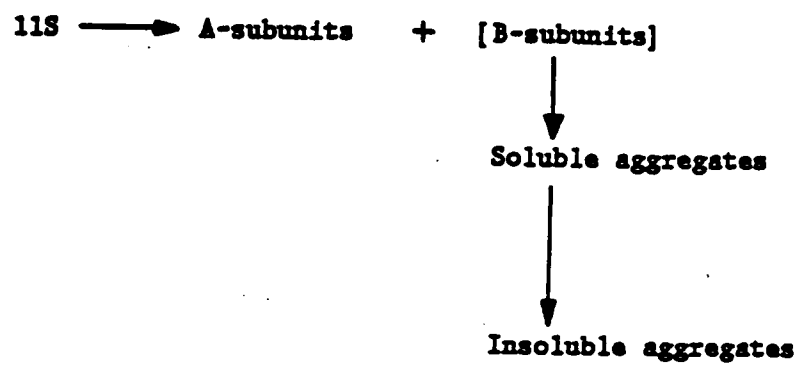 11S → A-subunits + [B-subunits]
Soluble aggregates
Insoluble aggregates